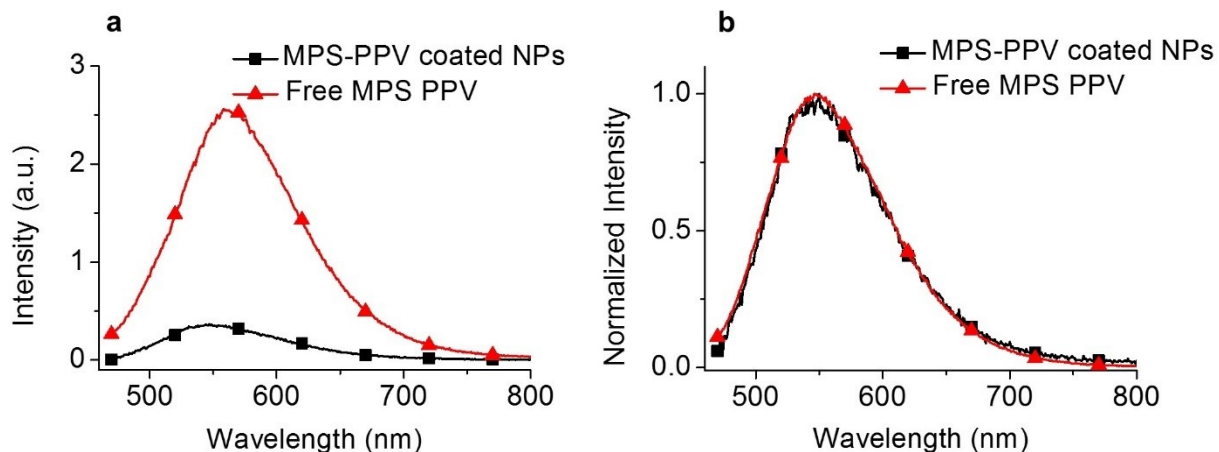 a
MPS-PPV coated NPs
Free MPS PPV
3
2
1
0
Intensity (a.u.)
500
600
700
800
Wavelength (nm)
b
MPS-PPV coated NPs
Free MPS PPV
1.0
0.5
0.0
Normalized Intensity
500
600
700
800
Wavelength (nm)